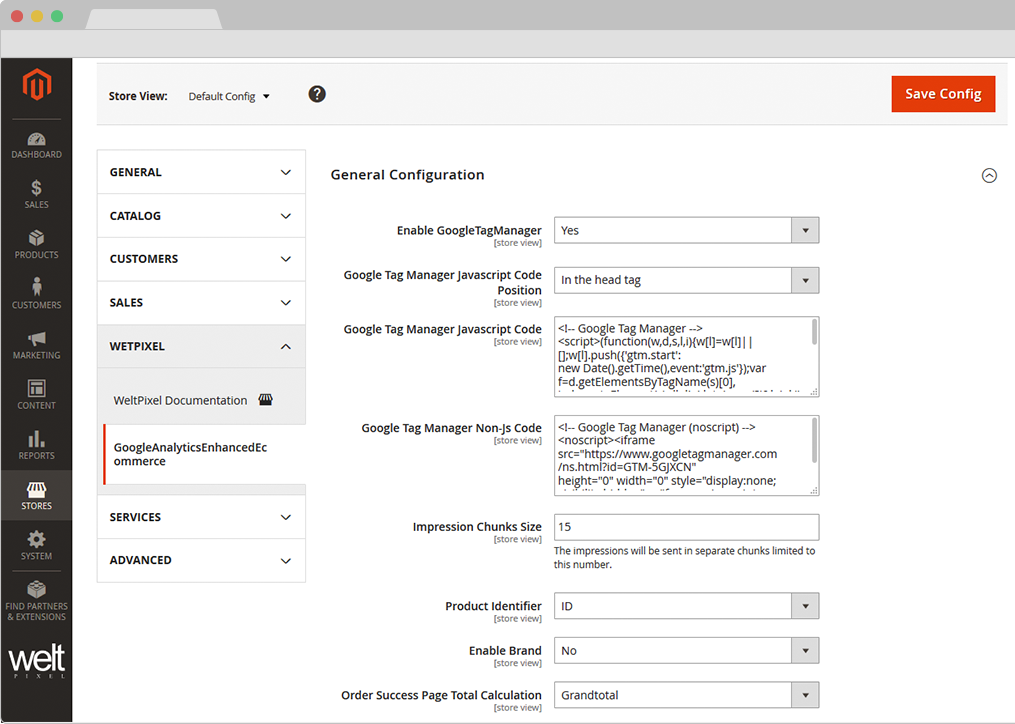 Store View: Default Config
?
Save Config
DASHBOARD
$
SALES
PRODUCTS
CUSTOMERS
MARKETING
CONTENT
REPORTS
STORES
SYSTEM
FIND PARTNERS
& EXTENSIONS
welt
PIXEL
GENERAL
CATALOG
CUSTOMERS
SALES
WETPIXEL
WeltPixel Documentation
GoogleAnalyticsEnhancedEc
ommerce
SERVICES
ADVANCED
General Configuration
Enable GoogleTagManager
[store view]
Yes
Google Tag Manager Javascript Code
Position
[store view]
In the head tag
Google Tag Manager Javascript Code
[store view]
<!-- Google Tag Manager -->
<script>(function(w,d,s,l,i){w[l]=w[l]||
[];w[l].push({'gtm.start':
new Date().getTime(),event:'gtm.js'});var
f=d.getElementsByTagName(s)[0],
Google Tag Manager Non-Js Code
[store view]
<!-- Google Tag Manager (noscript) -->
<noscript><iframe
src="https://www.googletagmanager.com
/ns.html?id=GTM-5GJXCN"
height="0" width="0" style="display:none;
Impression Chunks Size
[store view]
15
The impressions will be sent in separate chunks limited to
this number.
Product Identifier
[store view]
ID
Enable Brand
[store view]
No
Order Success Page Total Calculation
[store view]
Grandtotal